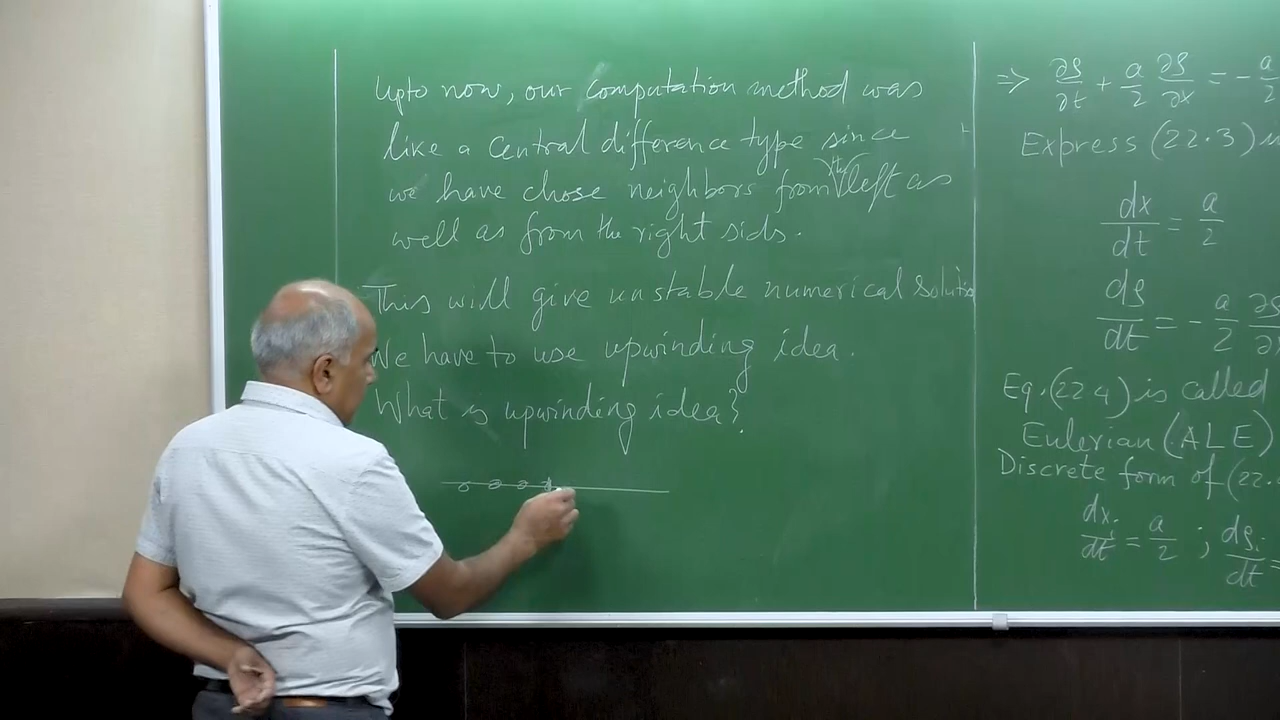 Upto now, our computation method was
like a central difference type since
we have chose neighbors from the left as
well as from the right sids.
This will give unstable numerical solutio
We have to use upwinding idea.
What is upwinding idea?
=> ∂ρ/∂t + a/2 ∂ρ/∂x = - a/2
Express (22.3)
dx/dt = a/2
dρ/dt = - a/2 ∂ρ/∂
Eq. (22.4) is called
Eulerian (ALE)
Discrete form of (22.
dxᵢ/dt = a/2 ; dρᵢ/dt =